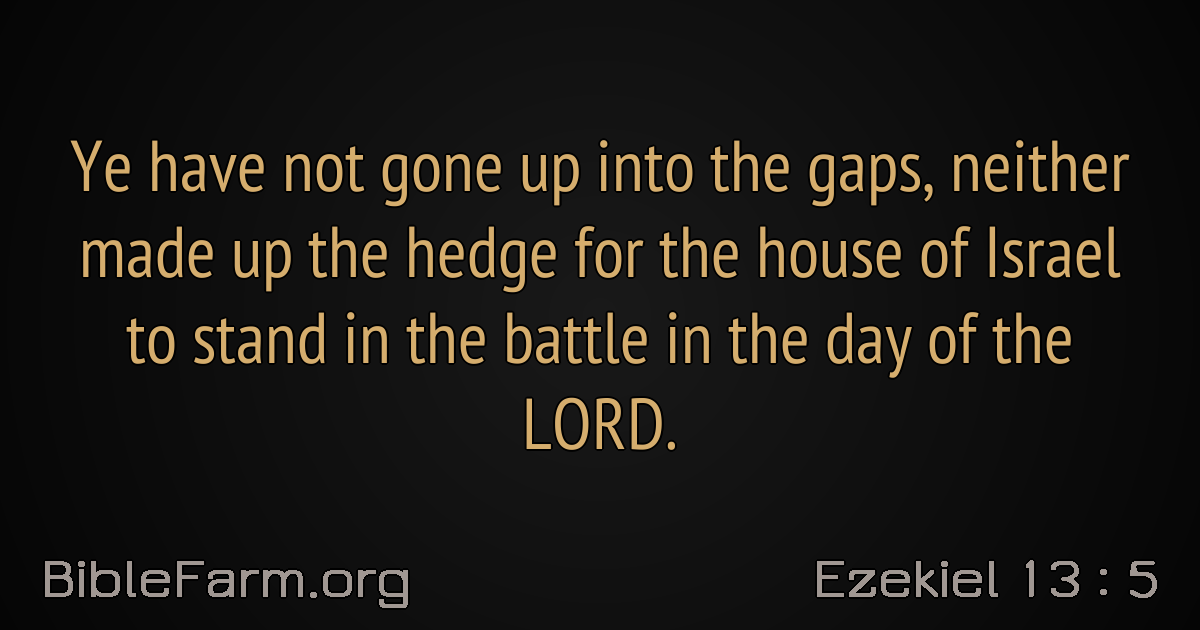 Ye have not gone up into the gaps, neither
made up the hedge for the house of Israel
to stand in the battle in the day of the
LORD.
BibleFarm.org
Ezekiel 13 : 5